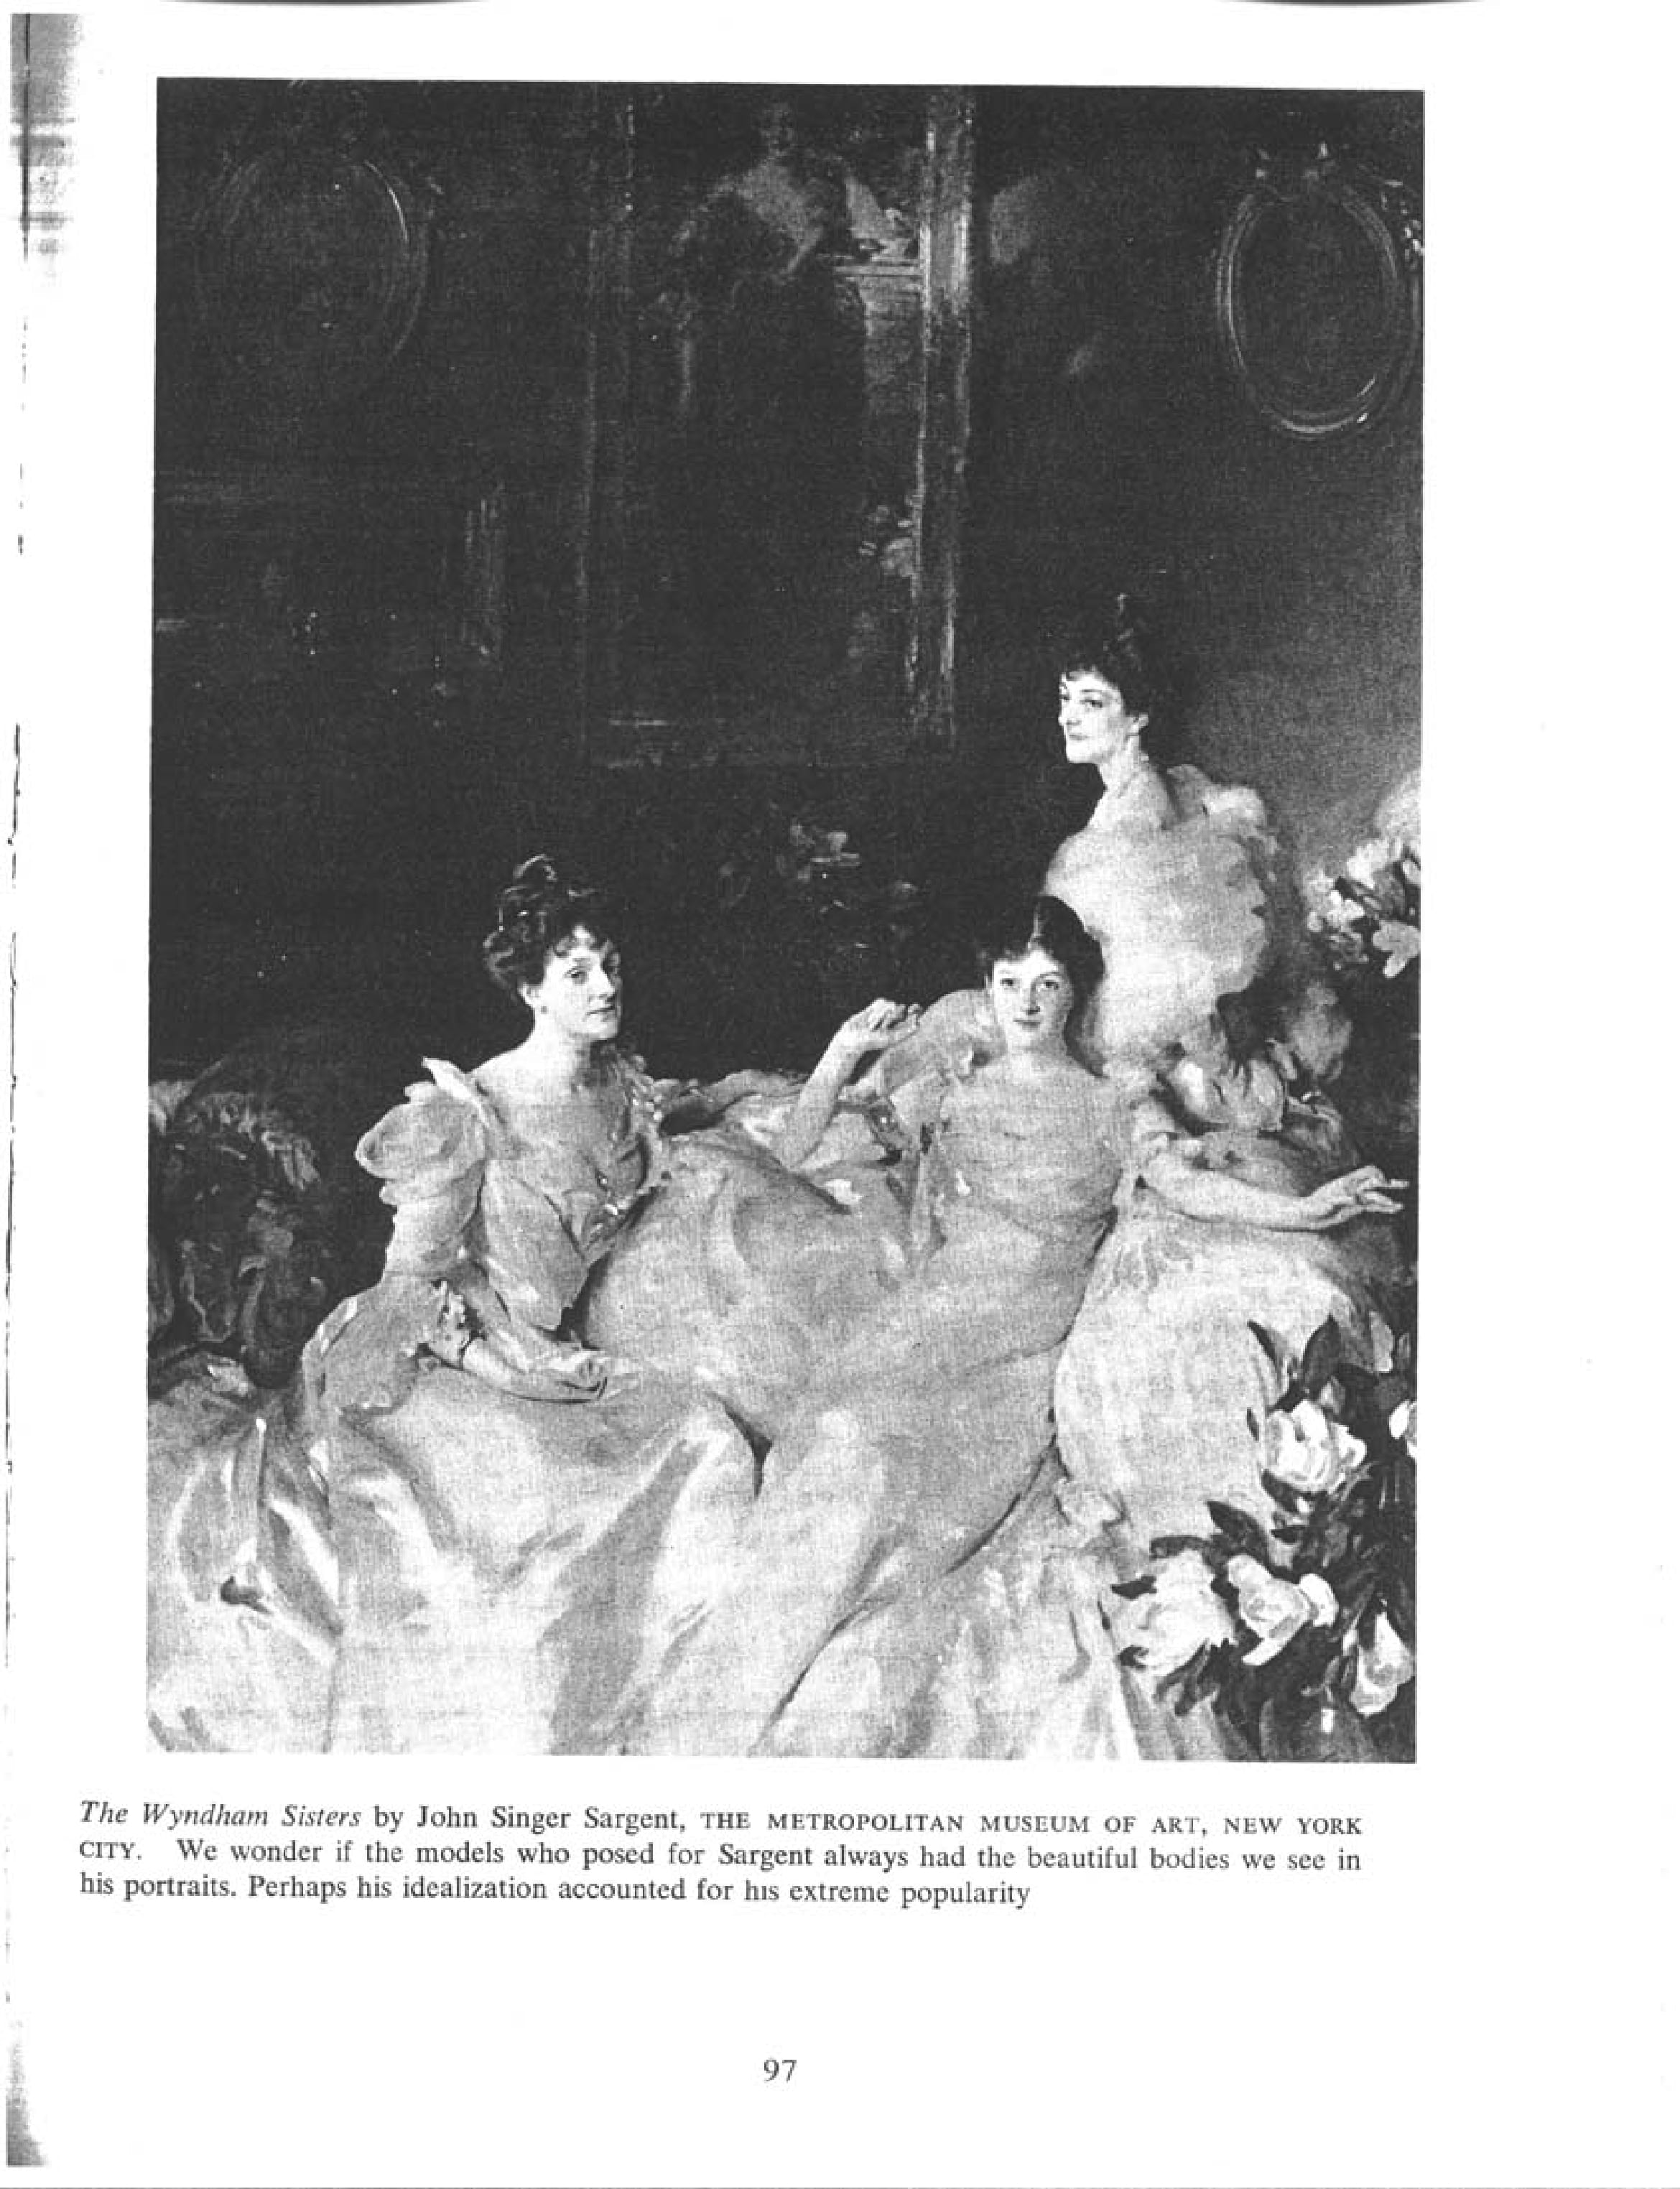 The Wyndham Sisters by John Singer Sargent, THE METROPOLITAN MUSEUM OF ART, NEW YORK
CITY. We wonder if the models who posed for Sargent always had the beautiful bodies we see in
his portraits. Perhaps his idealization accounted for his extreme popularity
97